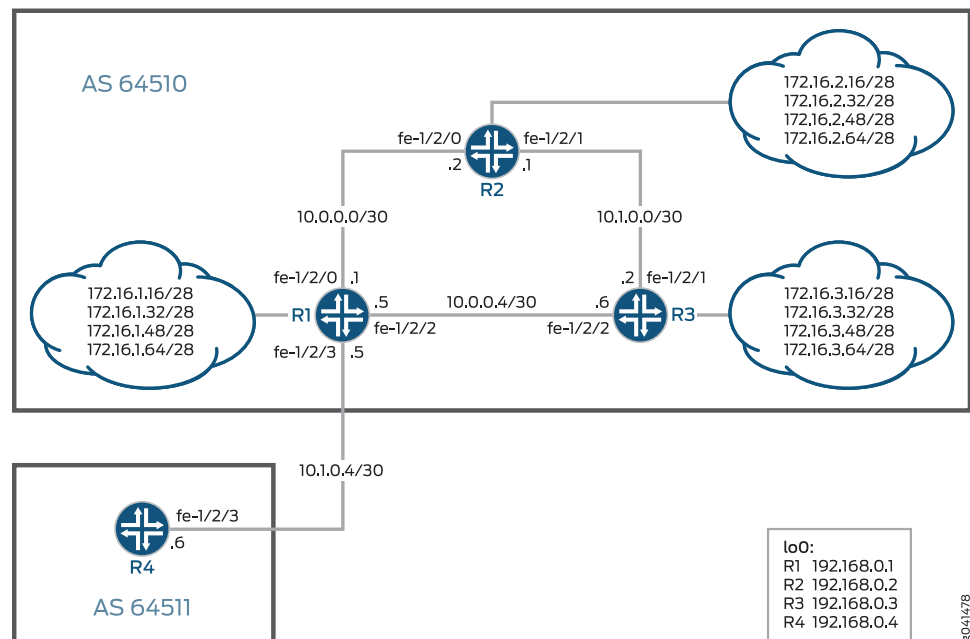 AS 64510
172.16.2.16/28
172.16.2.32/28
172.16.2.48/28
172.16.2.64/28
fe-1/2/0
fe-1/2/1
.2
.1
R2
10.0.0.0/30
10.1.0.0/30
172.16.1.16/28
172.16.1.32/28
172.16.1.48/28
172.16.1.64/28
fe-1/2/0
.1
R1
.5
fe-1/2/2
fe-1/2/3
.5
10.0.0.4/30
.2
fe-1/2/1
.6
fe-1/2/2
R3
172.16.3.16/28
172.16.3.32/28
172.16.3.48/28
172.16.3.64/28
10.1.0.4/30
fe-1/2/3
.6
R4
AS 64511
lo0:
R1 192.168.0.1
R2 192.168.0.2
R3 192.168.0.3
R4 192.168.0.4